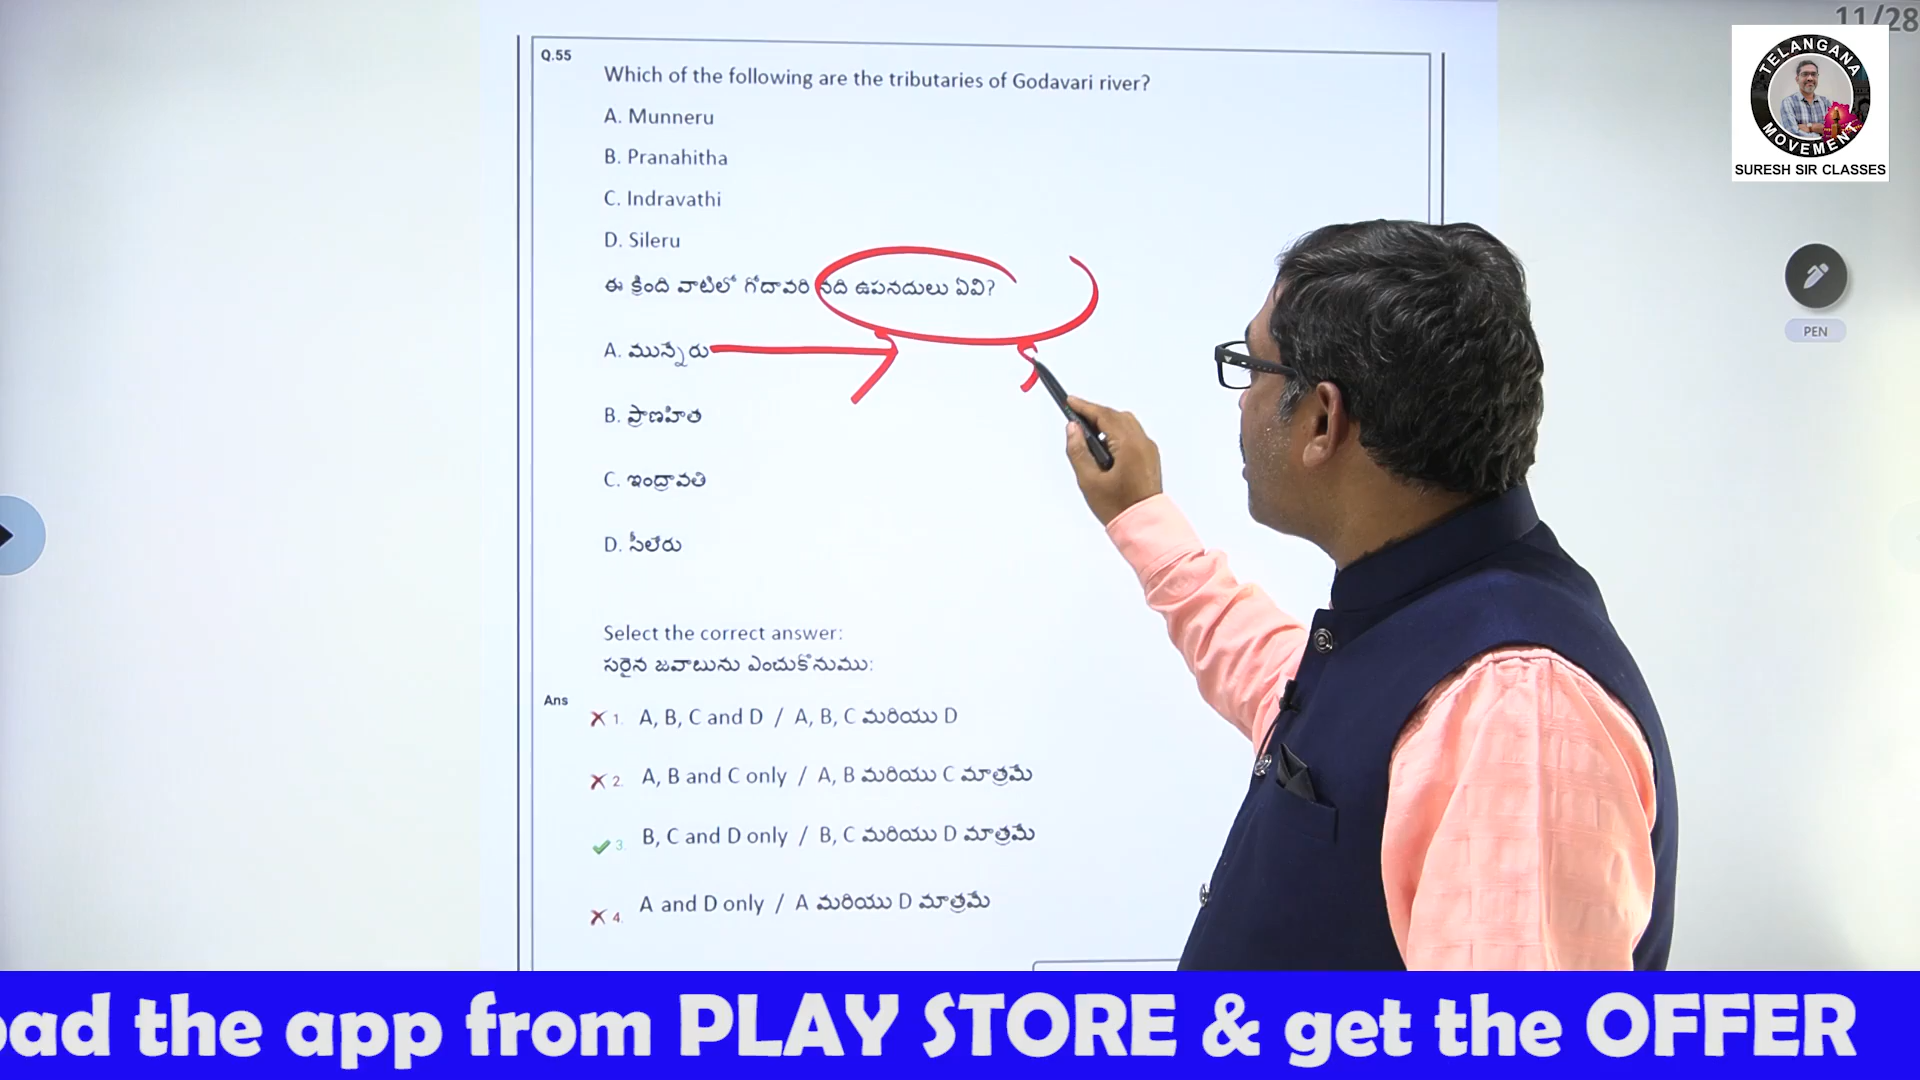 11/28
TELANGANA
MOVEMENT
SURESH SIR CLASSES
PEN
Q.55
Which of the following are the tributaries of Godavari river?
A. Munneru
B. Pranahitha
C. Indravathi
D. Sileru
ఈ క్రింది వాటిలో గోదావరి నది ఉపనదులు ఏవి?
A. మున్నేరు
B. ప్రాణహిత
C. ఇంద్రావతి
D. సీలేరు
Select the correct answer:
సరైన జవాబును ఎంచుకొనుము:
Ans
1. A, B, C and D / A, B, C మరియు D
2. A, B and C only / A, B మరియు C మాత్రమే
3. B, C and D only / B, C మరియు D మాత్రమే
4. A and D only / A మరియు D మాత్రమే
oad the app from PLAY STORE & get the OFFER